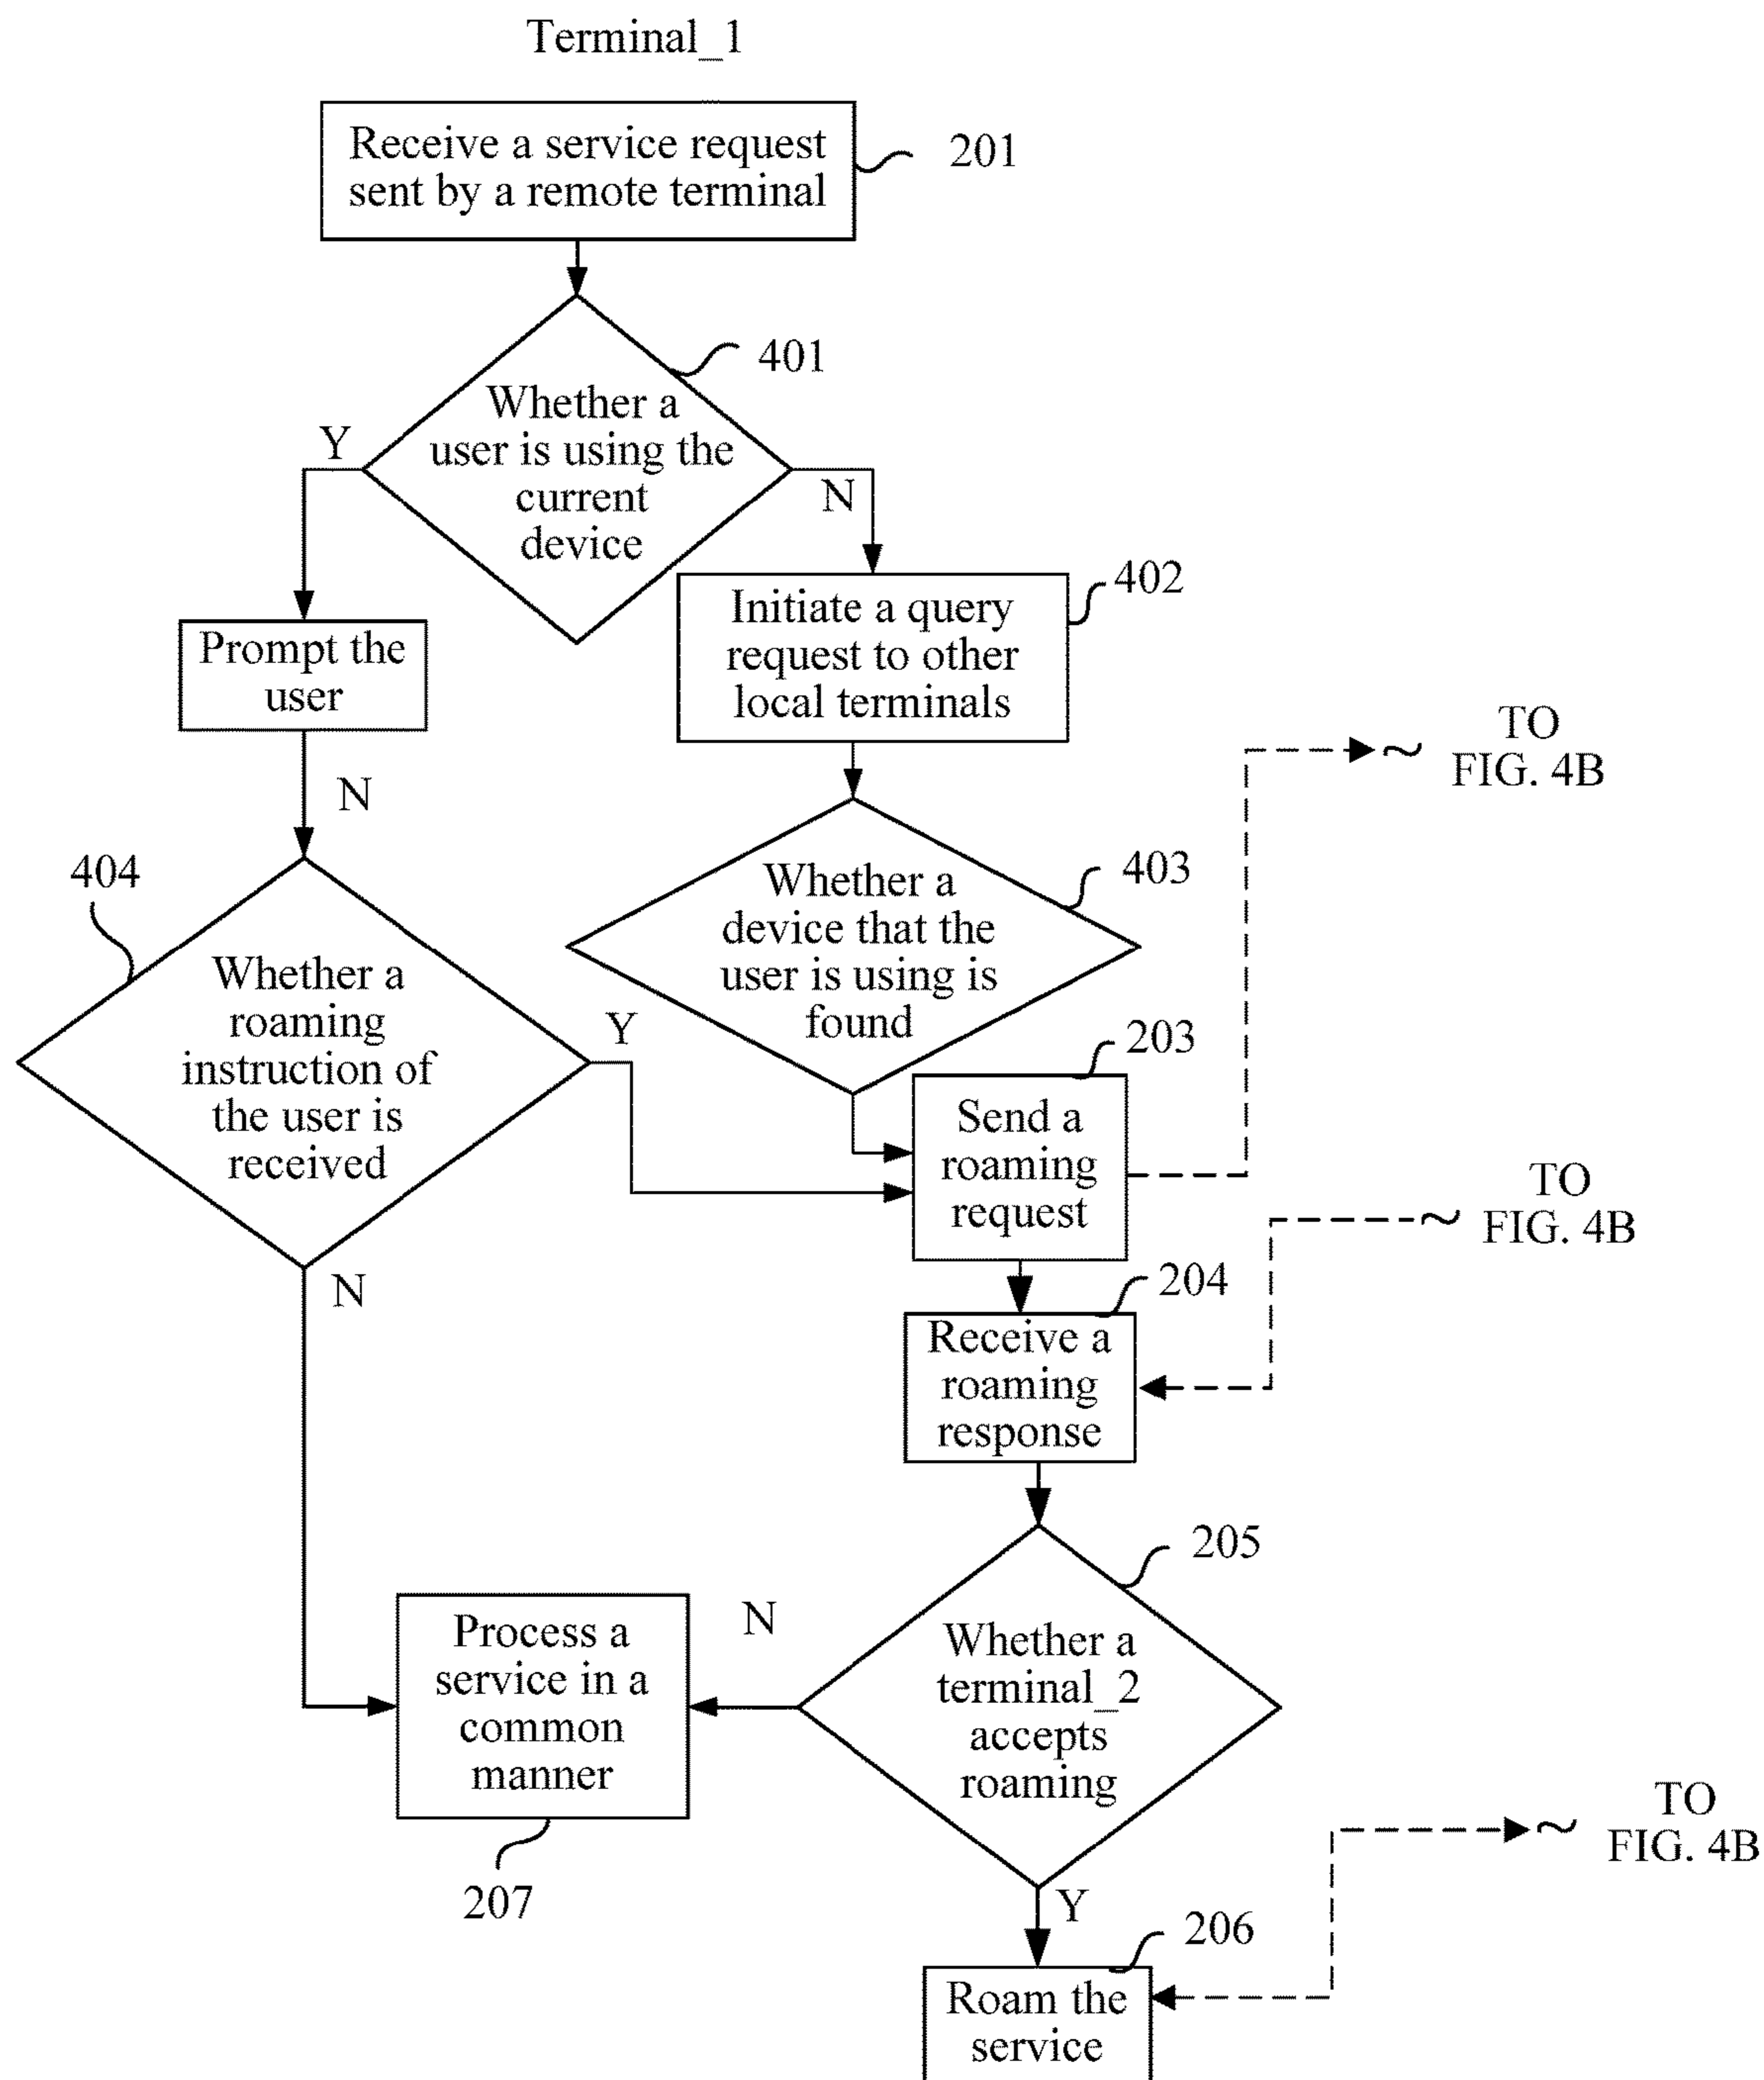 Terminal_1
Receive a service request
sent by a remote terminal
201
401
Whether a
user is using the
current
device
Y
N
402
Initiate a query
request to other
local terminals
Prompt the
user
TO
FIG. 4B
N
404
403
Whether a
device that the
user is using is
found
Whether a
roaming
instruction of
the user is
received
Y
203
Send a
roaming
request
TO
FIG. 4B
N
204
Receive a
roaming
response
205
N
Process a
service in a
common
manner
Whether a
terminal_2
accepts
roaming
TO
FIG. 4B
207
Y
206
Roam the
service